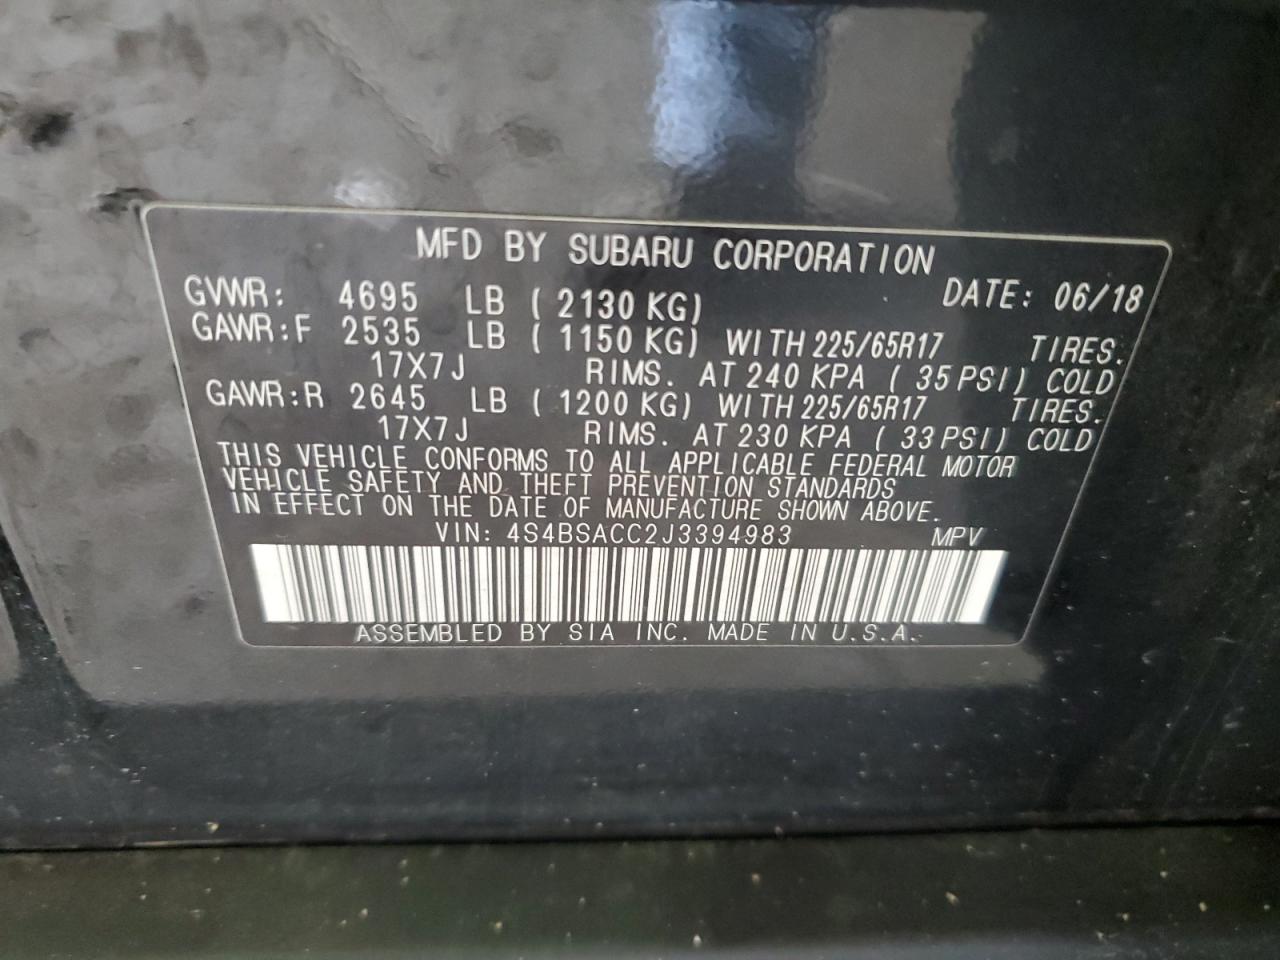 MFD BY SUBARU CORPORATION
GVWR: 4695 LB ( 2130 KG) DATE: 06/18
GAWR:F 2535 LB ( 1150 KG) WITH 225/65R17 TIRES.
17X7J RIMS. AT 240 KPA ( 35 PSI) COLD
GAWR:R 2645 LB ( 1200 KG) WITH 225/65R17 TIRES.
17X7J RIMS. AT 230 KPA ( 33 PSI) COLD
THIS VEHICLE CONFORMS TO ALL APPLICABLE FEDERAL MOTOR
VEHICLE SAFETY AND THEFT PREVENTION STANDARDS
IN EFFECT ON THE DATE OF MANUFACTURE SHOWN ABOVE.
VIN: 4S4BSACC2J3394983 MPV
ASSEMBLED BY SIA INC. MADE IN U.S.A.